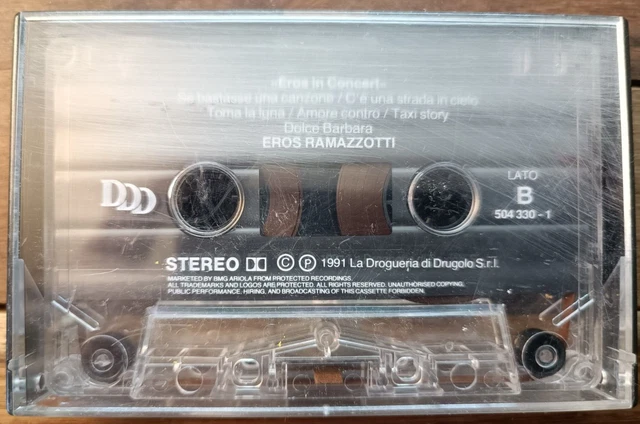 «Eros in Concert»
Se bastasse una canzone / C'è una strada in cielo
Torna la luna / Amore contro / Taxi story
Dolce Barbara
EROS RAMAZZOTTI
DDD
LATO
B
504 330 - 1
STEREO ⓒ ⓟ 1991 La Drogueria di Drugolo S.r.l.
MARKETED BY BMG ARIOLA FROM PROTECTED RECORDINGS.
ALL TRADEMARKS AND LOGOS ARE PROTECTED. ALL RIGHTS RESERVED. UNAUTHORISED COPYING,
PUBLIC PERFORMANCE, HIRING, AND BROADCASTING OF THIS CASSETTE FORBIDDEN.